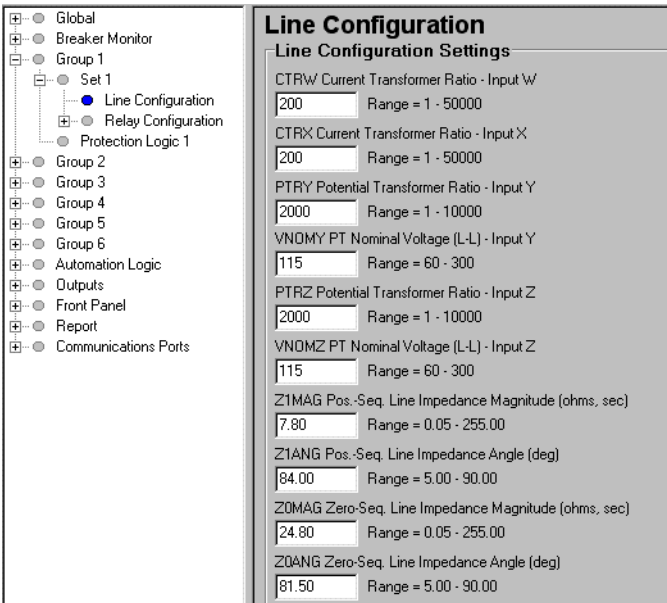 Global
Breaker Monitor
Group 1
Set 1
Line Configuration
Relay Configuration
Protection Logic 1
Group 2
Group 3
Group 4
Group 5
Group 6
Automation Logic
Outputs
Front Panel
Report
Communications Ports
Line Configuration
Line Configuration Settings
CTRW Current Transformer Ratio - Input W
200 Range = 1 - 50000
CTRX Current Transformer Ratio - Input X
200 Range = 1 - 50000
PTRY Potential Transformer Ratio - Input Y
2000 Range = 1 - 10000
VNOMY PT Nominal Voltage (L-L) - Input Y
115 Range = 60 - 300
PTRZ Potential Transformer Ratio - Input Z
2000 Range = 1 - 10000
VNOMZ PT Nominal Voltage (L-L) - Input Z
115 Range = 60 - 300
Z1MAG Pos.-Seq. Line Impedance Magnitude (ohms, sec)
7.80 Range = 0.05 - 255.00
Z1ANG Pos.-Seq. Line Impedance Angle (deg)
84.00 Range = 5.00 - 90.00
Z0MAG Zero-Seq. Line Impedance Magnitude (ohms, sec)
24.80 Range = 0.05 - 255.00
Z0ANG Zero-Seq. Line Impedance Angle (deg)
81.50 Range = 5.00 - 90.00